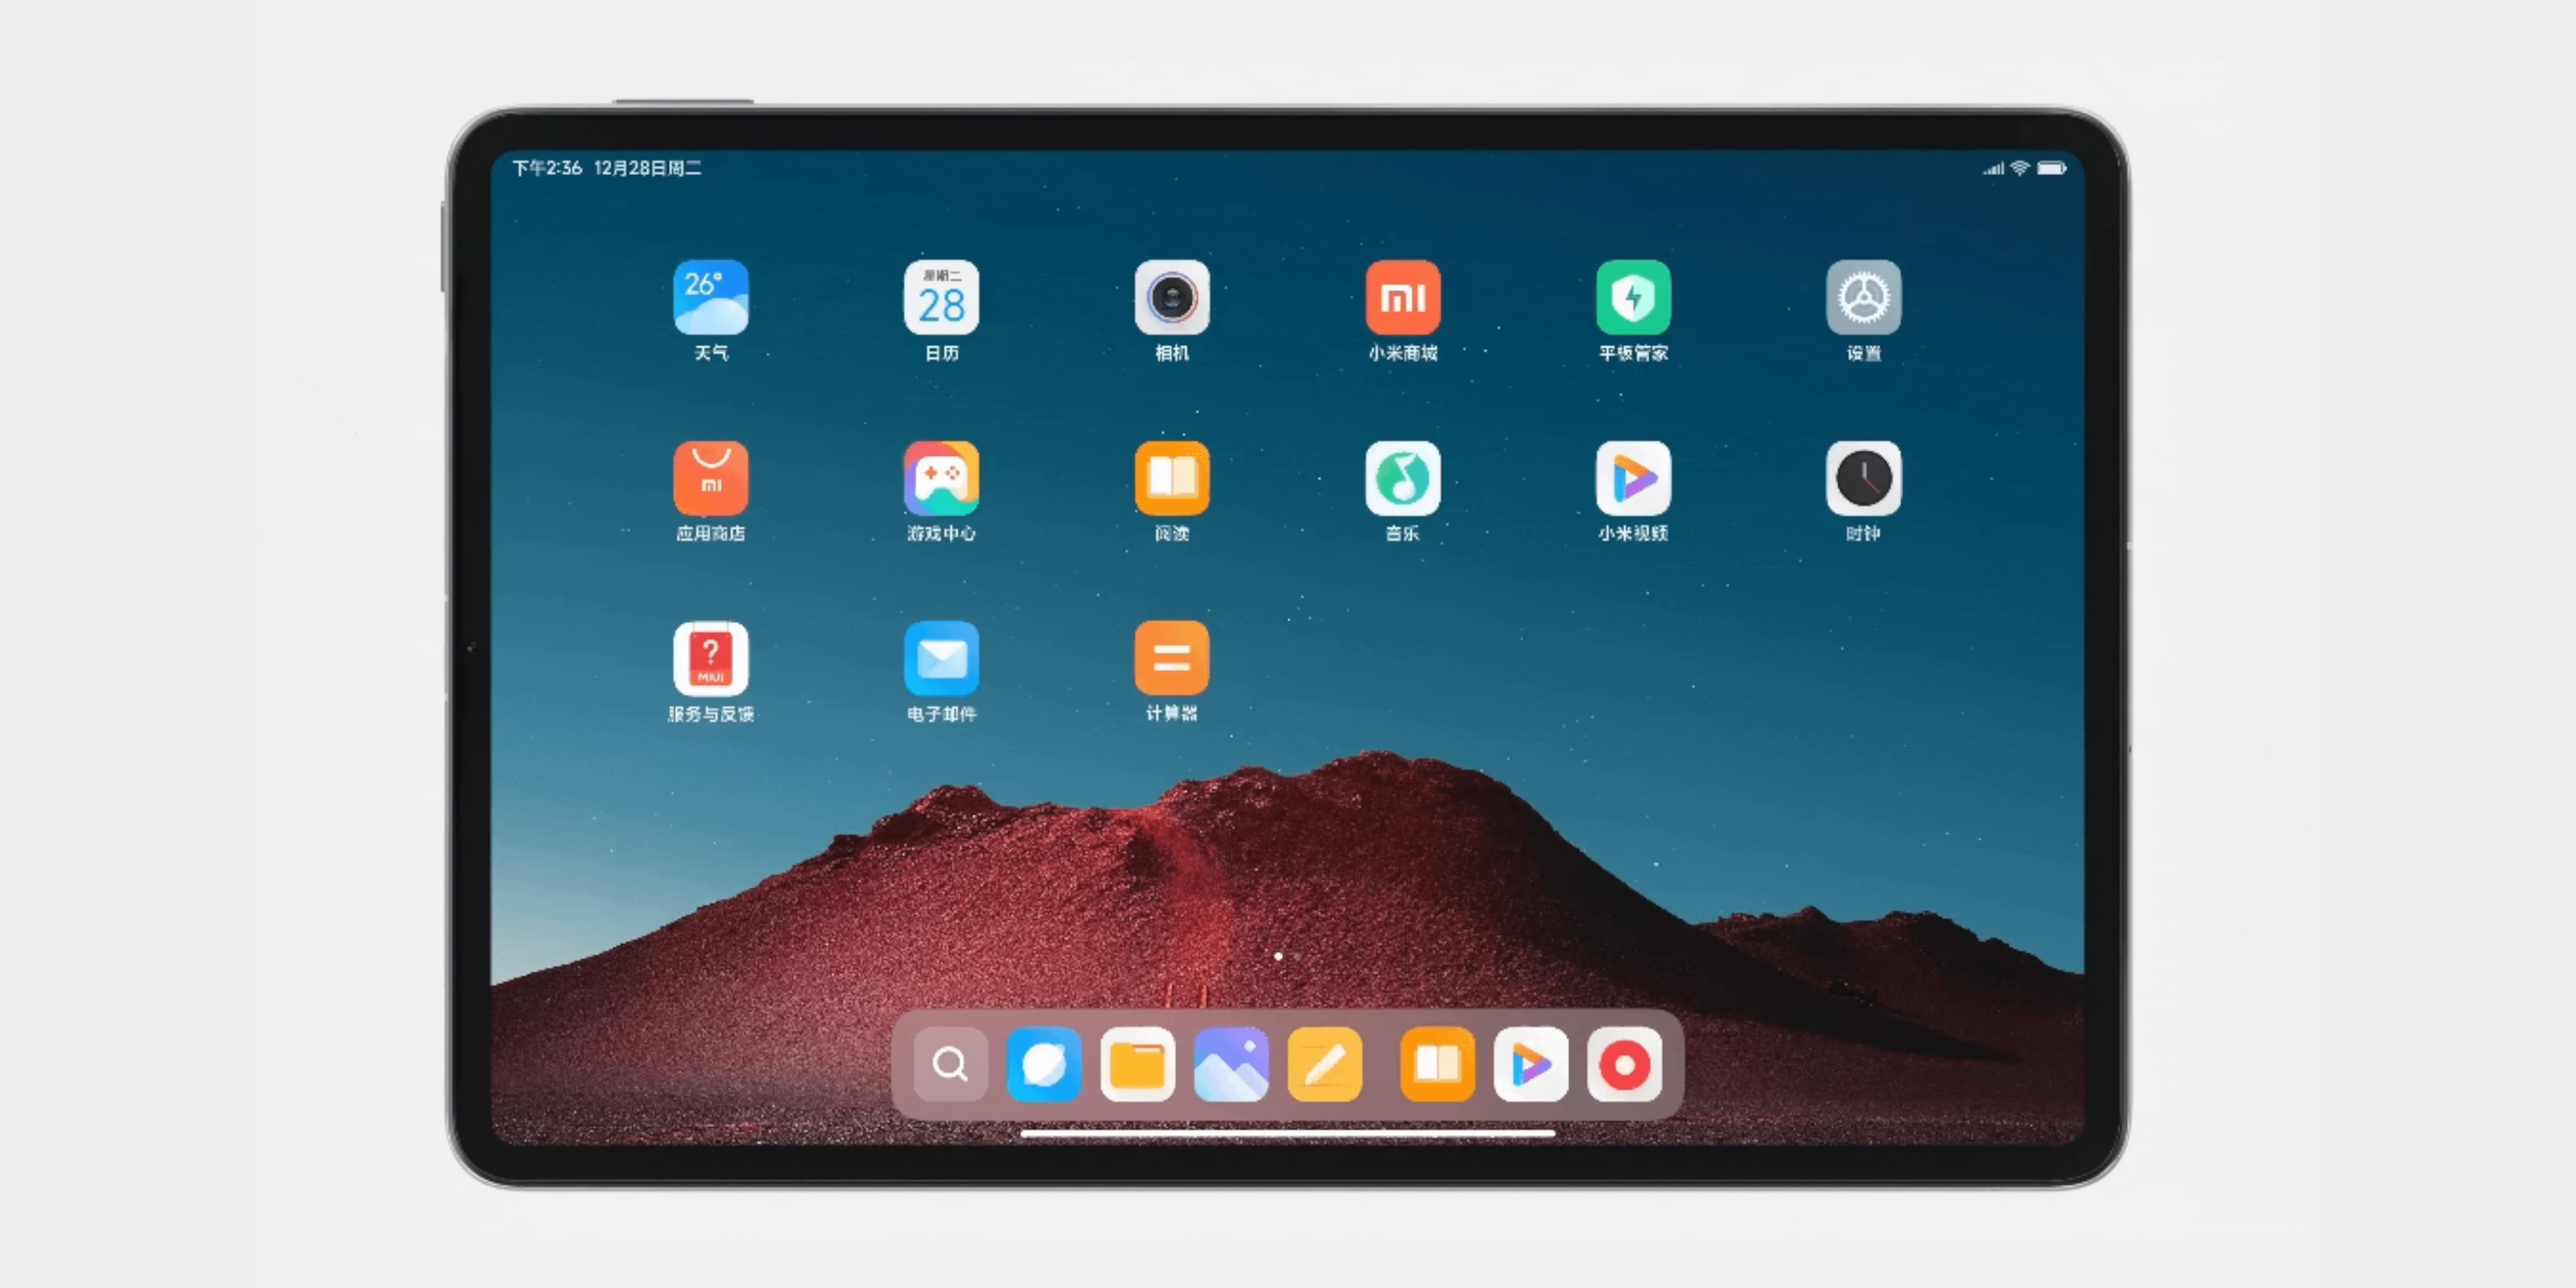 下午2:36 12月28日周二
26°
星期二
28
mi
天气 日历 相机 小米商城 平板管家 设置
mi
应用商店 游戏中心 阅读 音乐 小米视频 时钟
?
MIUI
服务与反馈 电子邮件 计算器